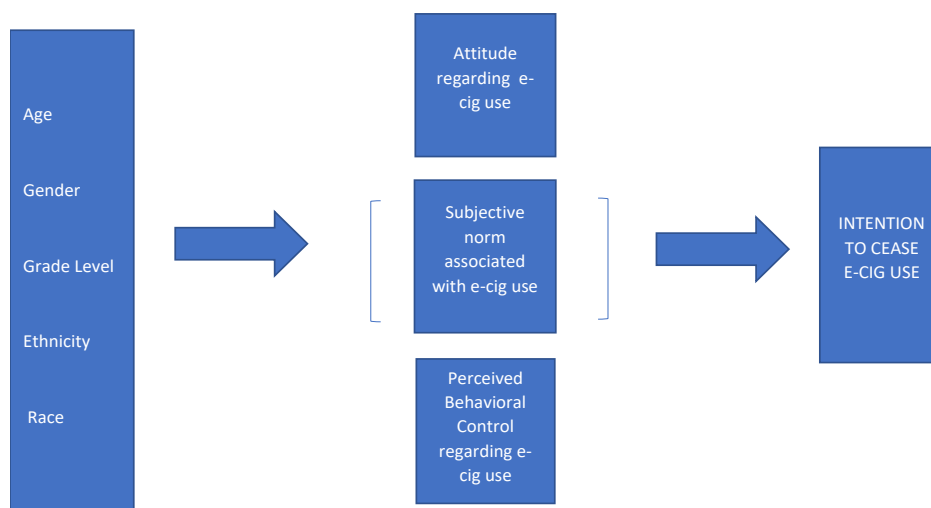 Age
Gender
Grade Level
Ethnicity
Race
Attitude
regarding e-
cig use
Subjective
norm
associated
with e-cig use
Perceived
Behavioral
Control
regarding e-
cig use
INTENTION
TO CEASE
E-CIG USE